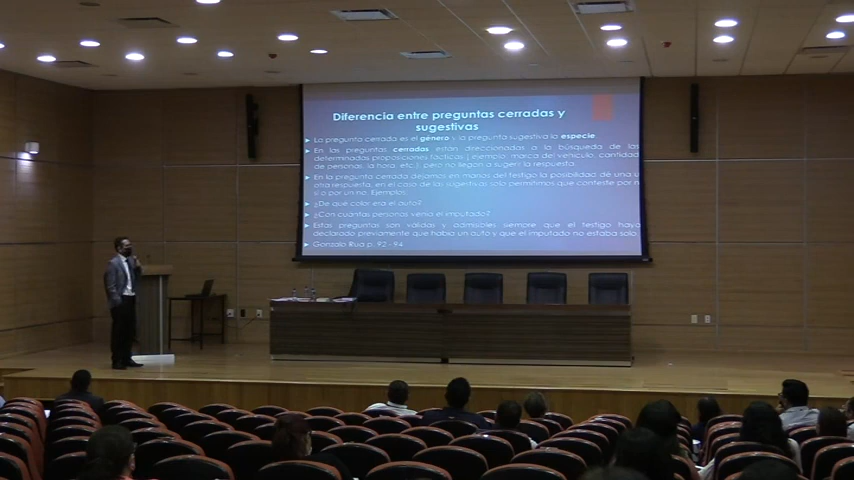 Diferencia entre preguntas cerradas y
sugestivas
La pregunta cerrada es el género y la pregunta sugestiva la especie
En las preguntas cerradas están direccionadas a la búsqueda de las
determinadas proposiciones fácticas ( ejemplo: marca del vehículo, cantidad
de personas, la hora, etc.) pero no llegan a sugerir la respuesta
En la pregunta cerrada dejamos en manos del testigo la posibilidad de una u
otra respuesta, en el caso de las sugestivas solo permitimos que conteste por
si o por un no. Ejemplos
¿De qué color era el auto?
¿Con cuantas personas venia el imputado?
Estas preguntas son válidas y admisibles siempre que el testigo haya
declarado previamente que había un auto y que el imputado no estaba solo.
Gonzalo Rua p. 92 - 94